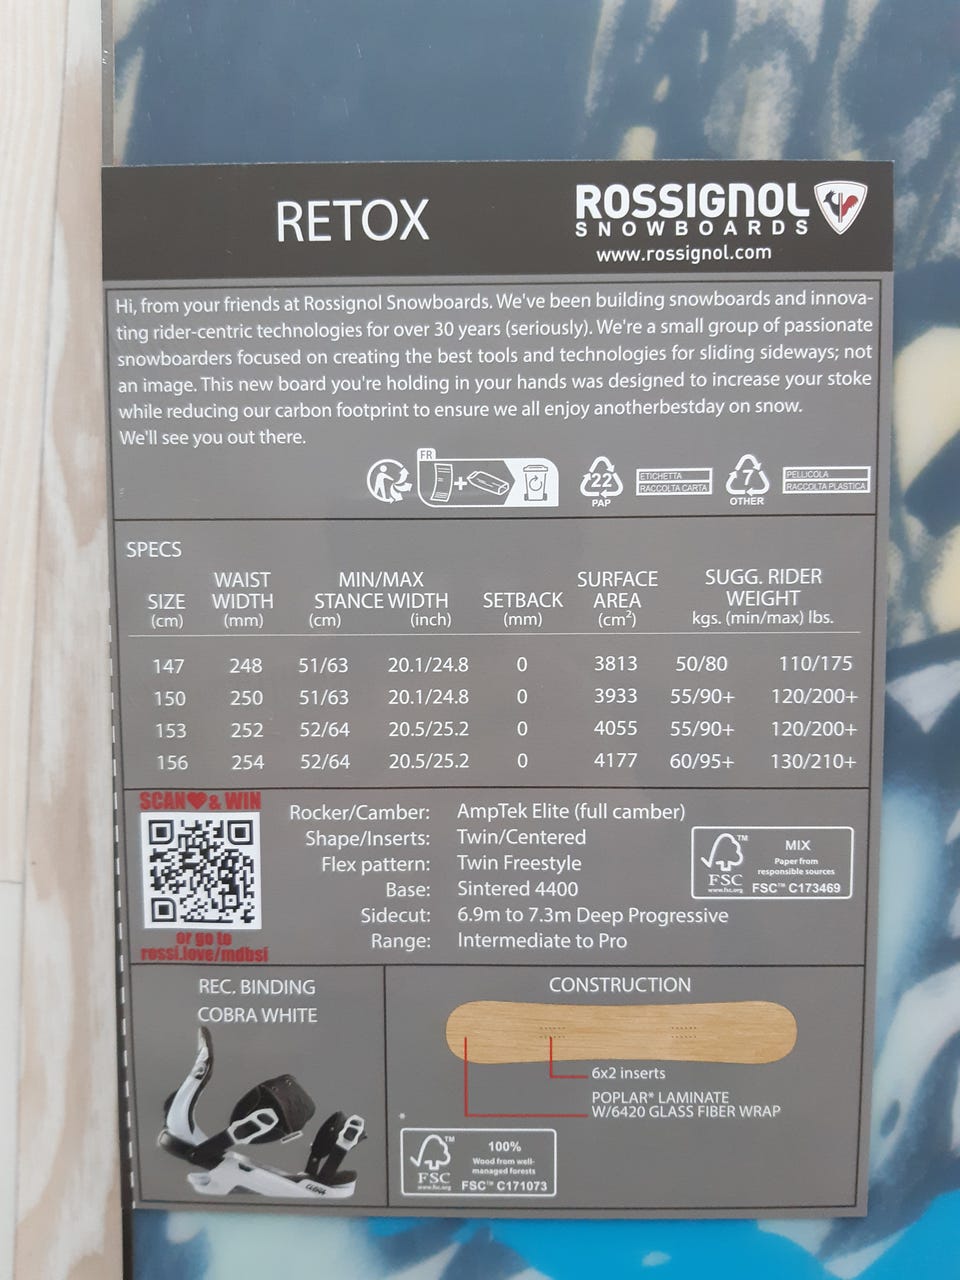 RETOX
ROSSIGNOL
SNOWBOARDS
www.rossignol.com
Hi, from your friends at Rossignol Snowboards. We've been building snowboards and innova-
ting rider-centric technologies for over 30 years (seriously). We're a small group of passionate
snowboarders focused on creating the best tools and technologies for sliding sideways; not
an image. This new board you're holding in your hands was designed to increase your stoke
while reducing our carbon footprint to ensure we all enjoy anotherbestday on snow.
We'll see you out there.
FR
+
22
PAP
ETICHETTA
RACCOLTA CARTA
7
OTHER
PELLICOLA
RACCOLTA PLASTICA
SPECS
SIZE (cm) WAIST WIDTH (mm) MIN/MAX STANCE WIDTH (cm) (inch) SETBACK (mm) SURFACE AREA (cm²) SUGG. RIDER WEIGHT kgs. (min/max) lbs.
147 248 51/63 20.1/24.8 0 3813 50/80 110/175
150 250 51/63 20.1/24.8 0 3933 55/90+ 120/200+
153 252 52/64 20.5/25.2 0 4055 55/90+ 120/200+
156 254 52/64 20.5/25.2 0 4177 60/95+ 130/210+
SCAN❤& WIN
or go to
rossi.love/mdbsi
Rocker/Camber: AmpTek Elite (full camber)
Shape/Inserts: Twin/Centered
Flex pattern: Twin Freestyle
Base: Sintered 4400
Sidecut: 6.9m to 7.3m Deep Progressive
Range: Intermediate to Pro
FSC™
www.fsc.org
MIX
Paper from
responsible sources
FSC™ C173469
REC. BINDING
COBRA WHITE
COBRA
CONSTRUCTION
6x2 inserts
POPLAR* LAMINATE
W/6420 GLASS FIBER WRAP
*
FSC™
www.fsc.org
100%
Wood from well-
managed forests
FSC™ C171073